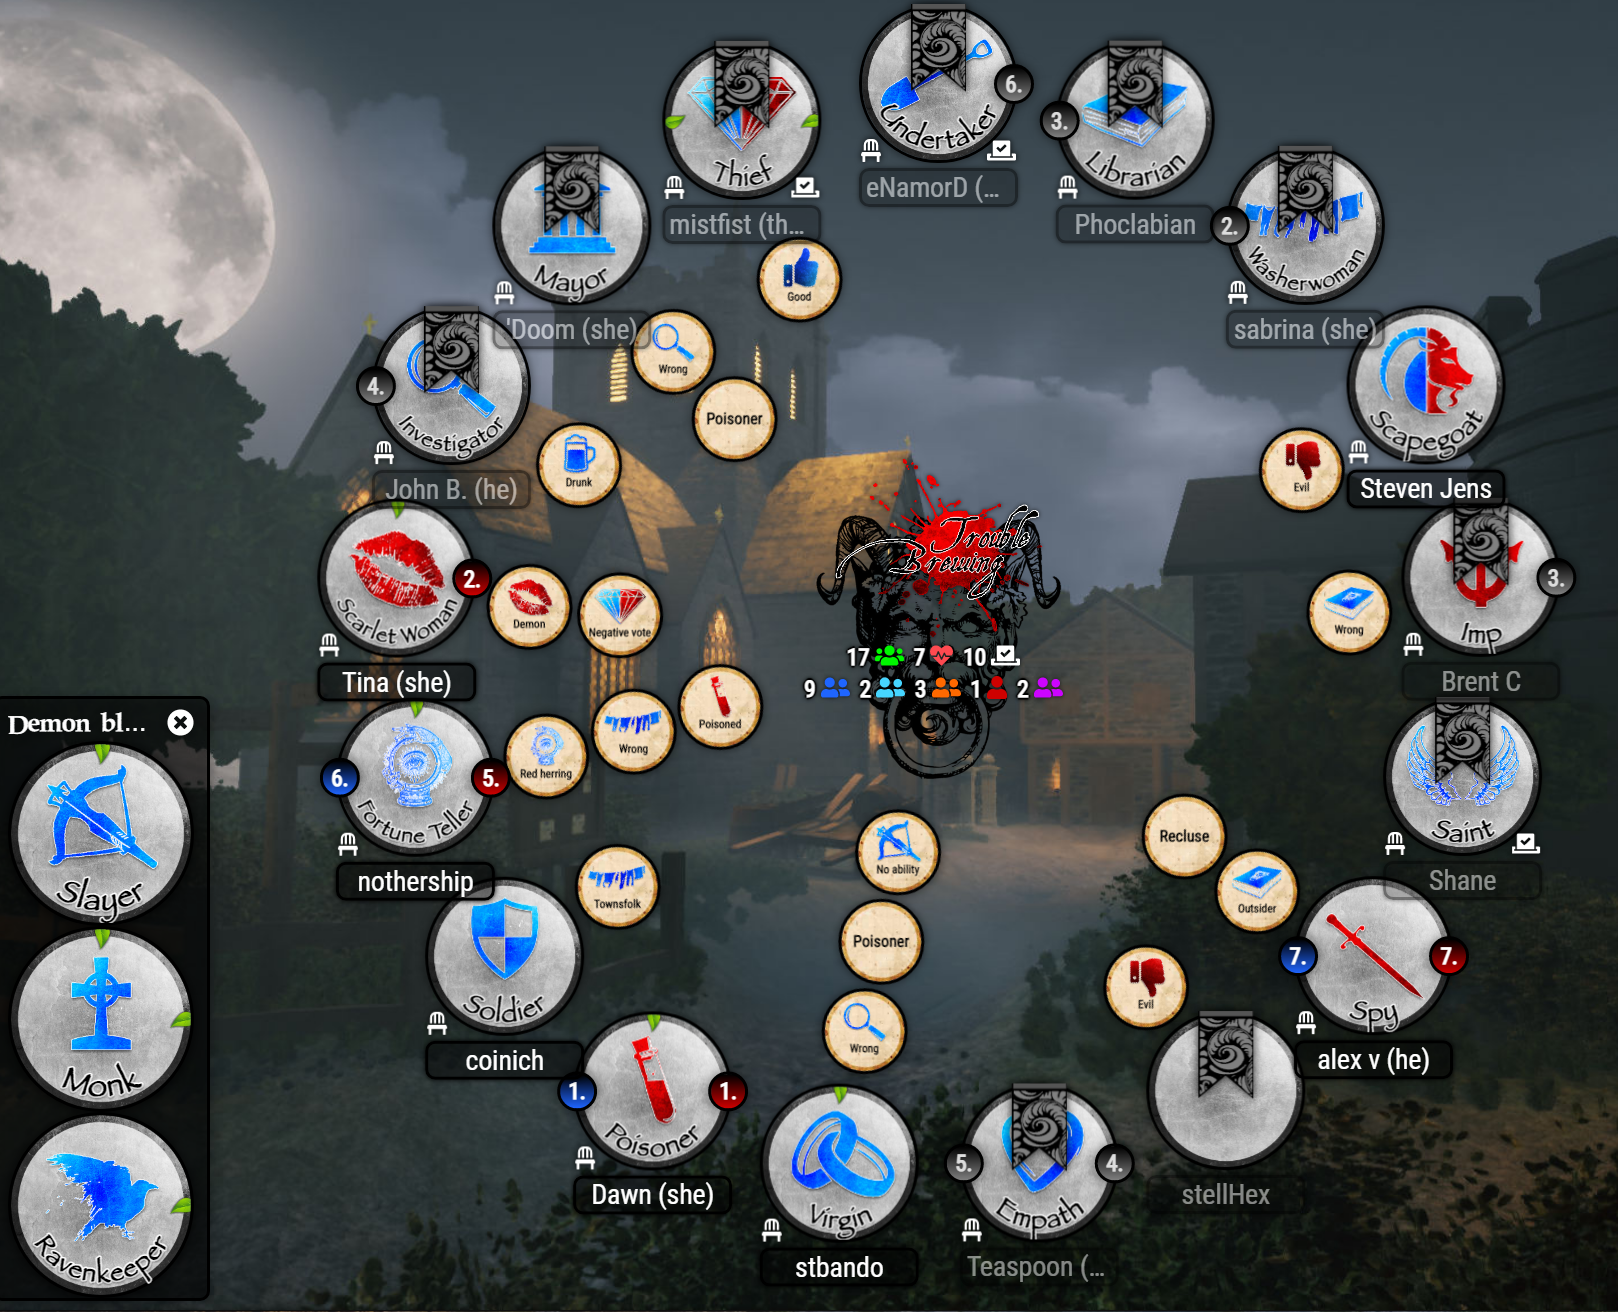 Undertaker
6.
eNamorD (...
Thief
mistfist (th...
3.
Librarian
Phoclabian
Mayor
'Doom (she)
2.
Washerwoman
sabrina (she)
Good
Wrong
Poisoner
4.
Investigator
John B. (he)
Drunk
Scapegoat
Steven Jens
Evil
Trouble
Brewing
Scarlet Woman
2.
Tina (she)
Demon
Negative vote
Imp
3.
Brent C
Wrong
17
7
10
9
2
3
1
2
Demon bl...
Slayer
Monk
Ravenkeeper
6.
Fortune Teller
5.
nothership
Red herring
Wrong
Poisoned
Saint
Shane
Soldier
coinich
Townsfolk
No ability
Poisoner
Wrong
Recluse
Outsider
Evil
7.
Spy
7.
alex v (he)
1.
Poisoner
1.
Dawn (she)
Virgin
stbando
5.
Empath
4.
Teaspoon (...
stellHex